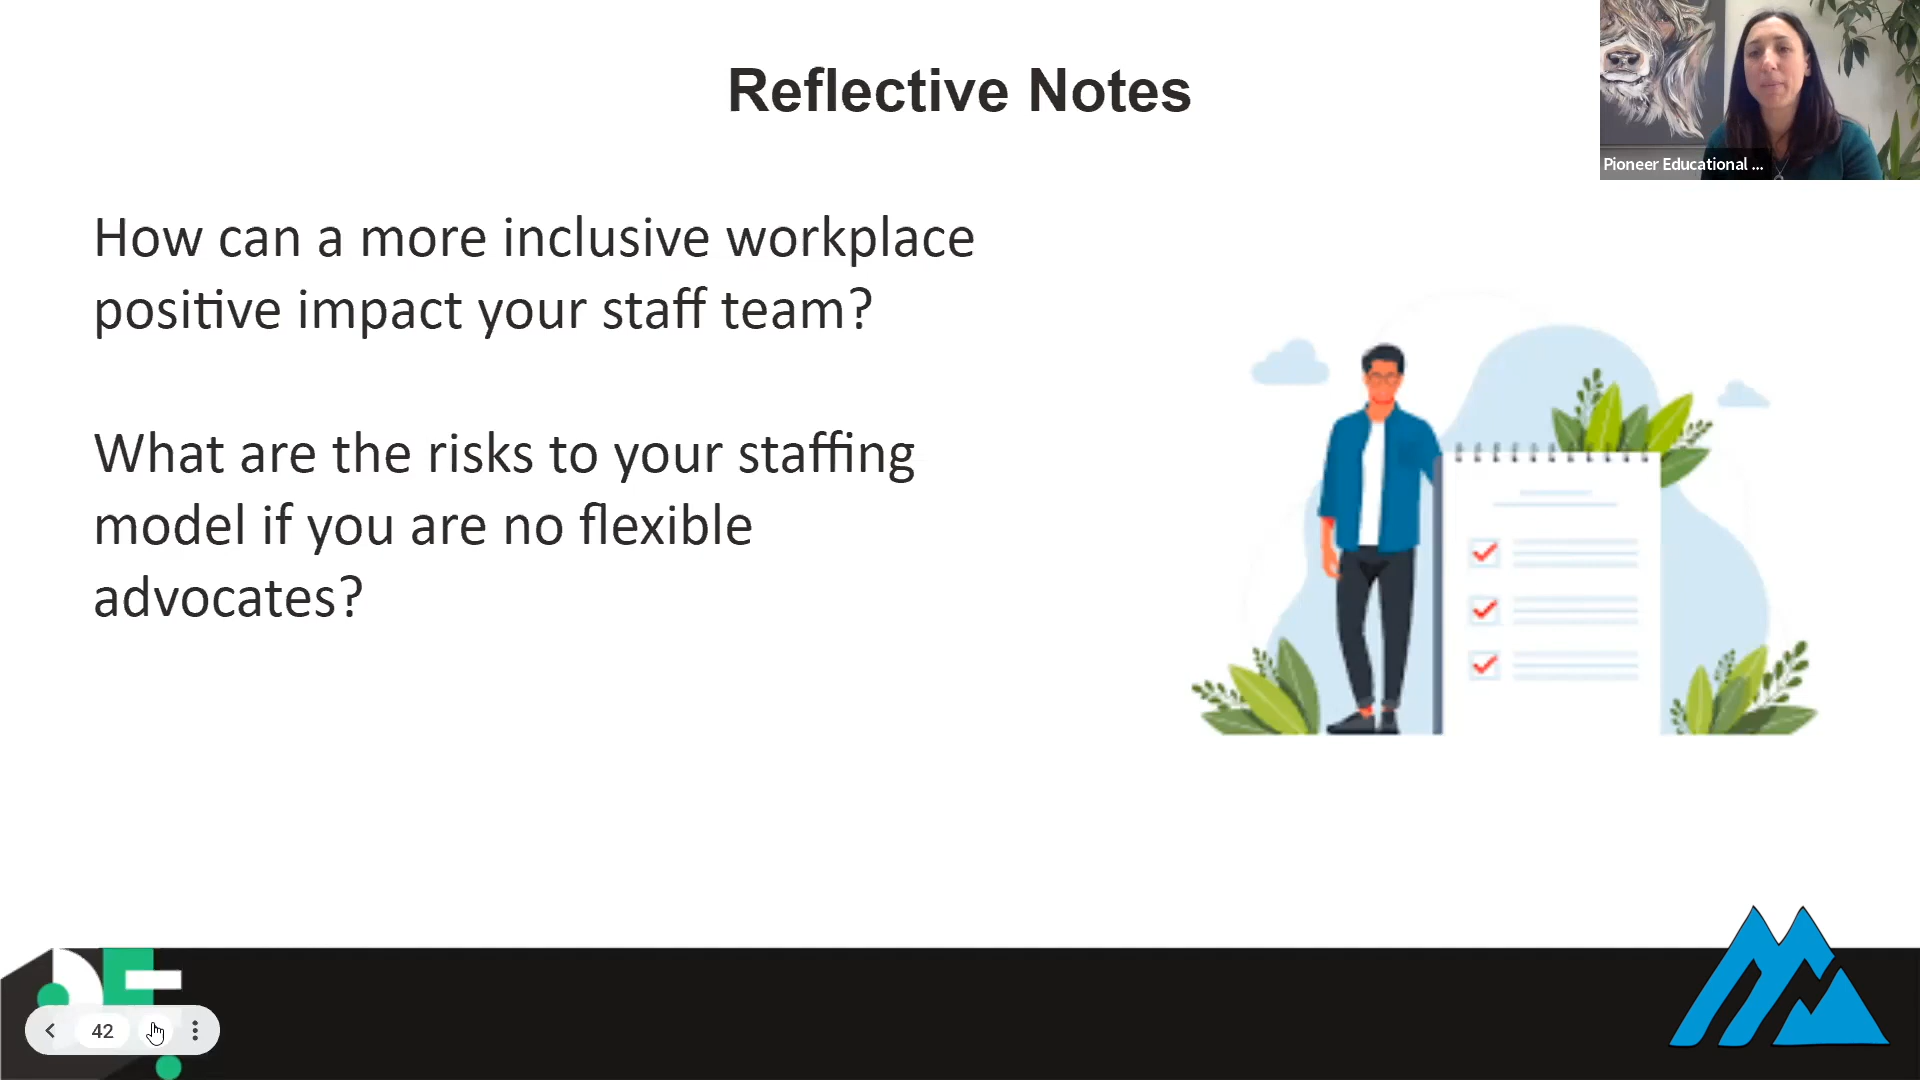 Reflective Notes
Pioneer Educational ...
How can a more inclusive workplace
positive impact your staff team?
What are the risks to your staffing
model if you are no flexible
advocates?
42